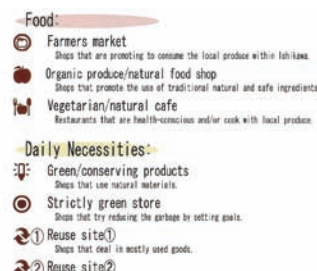 Food:
Farmers market
Shops that are promoting to consume the local produce within Ishikawa.
Organic produce/natural food shop
Shops that promote the use of traditional natural and safe ingredients
Vegetarian/natural cafe
Restaurants that are health-conscious and/or cook with local produce.
Daily Necessities:
Green/conserving products
Shops that use natural materials.
Strictly green store
Shops that try reducing the garbage by setting goals.
① Reuse site①
Shops that deal in mostly used goods.
② Reuse site②